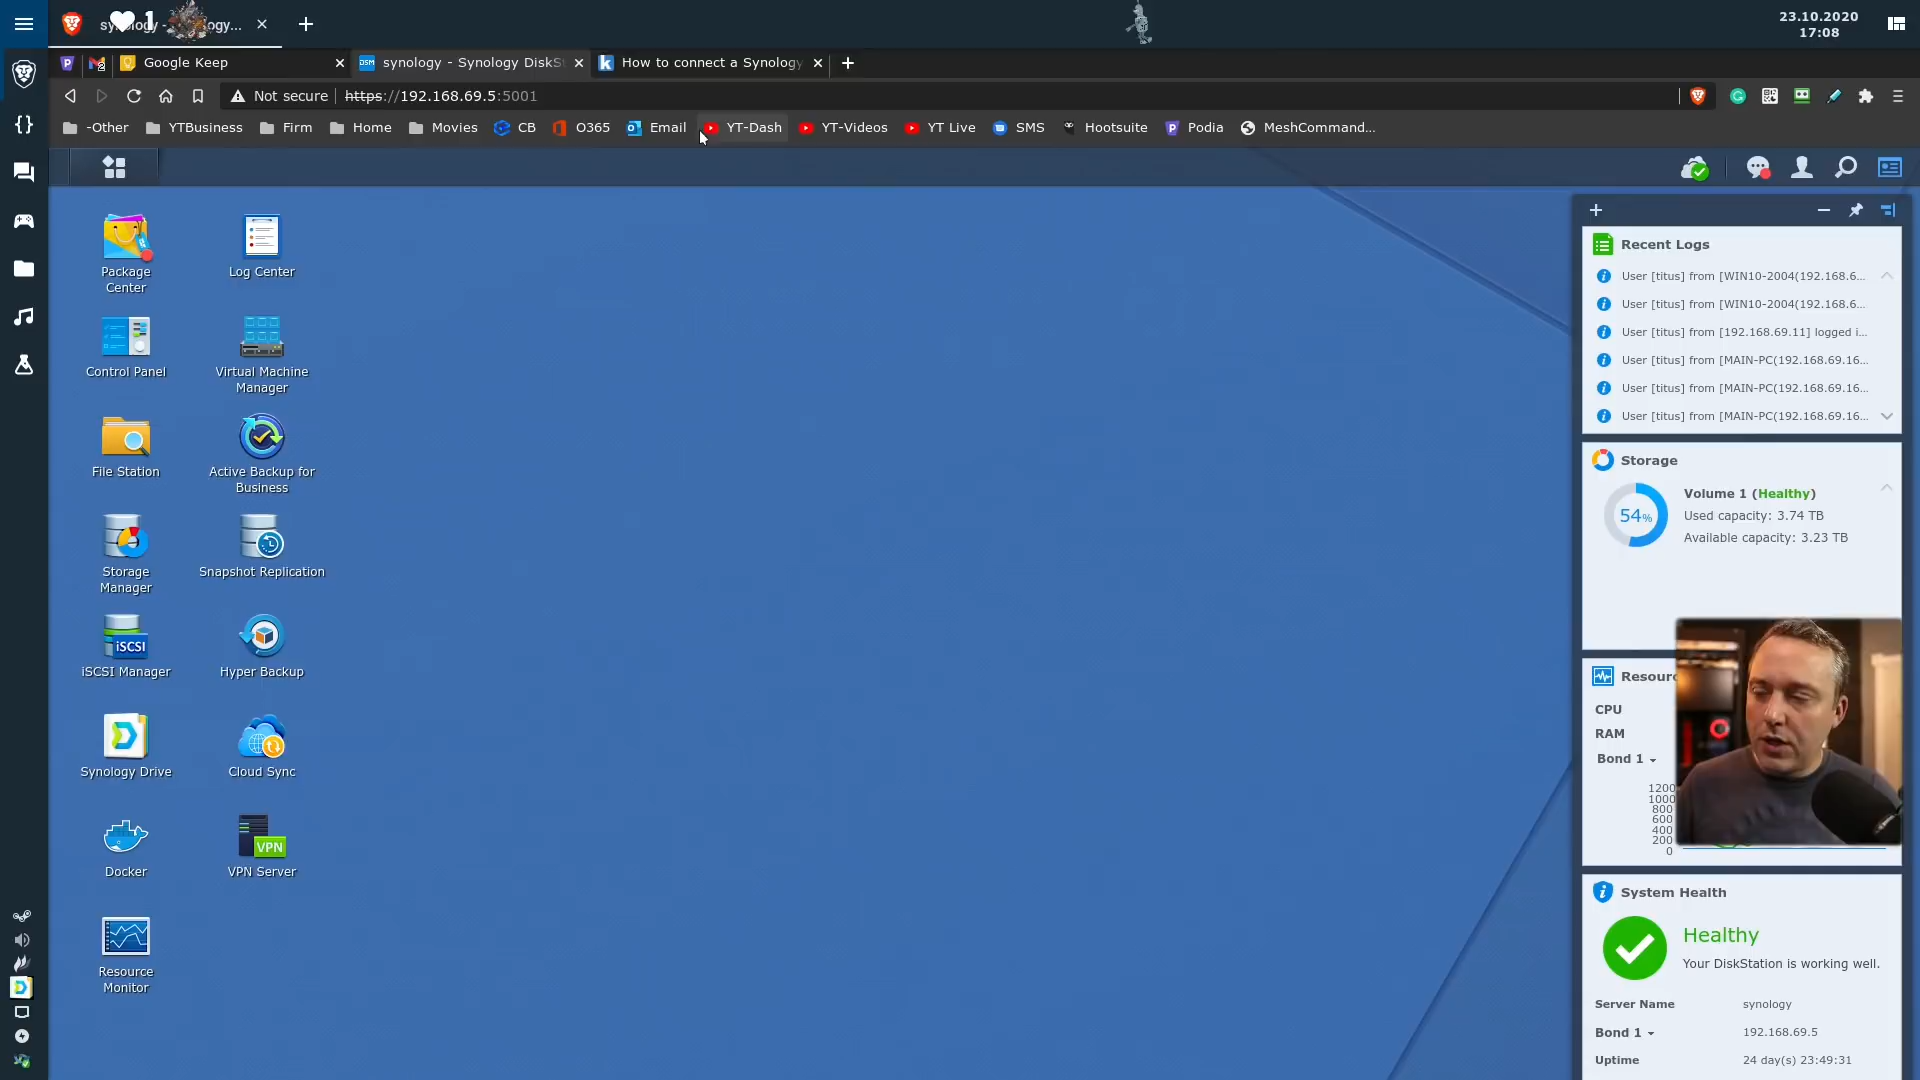 1
23.10.2020
17:08
Google Keep
synology - Synology DiskSt
How to connect a Synology
Not secure
https://192.168.69.5:5001
-Other
YTBusiness
Firm
Home
Movies
CB
O365
Email
YT-Dash
YT-Videos
YT Live
SMS
Hootsuite
Podia
MeshCommand...
Package
Center
Log Center
Control Panel
Virtual Machine
Manager
File Station
Active Backup for
Business
Storage
Manager
Snapshot Replication
iSCSI
iSCSI Manager
Hyper Backup
Synology Drive
Cloud Sync
Docker
VPN
VPN Server
Resource
Monitor
Recent Logs
User [titus] from [WIN10-2004(192.168.6...
User [titus] from [WIN10-2004(192.168.6...
User [titus] from [192.168.69.11] logged i...
User [titus] from [MAIN-PC(192.168.69.16...
User [titus] from [MAIN-PC(192.168.69.16...
User [titus] from [MAIN-PC(192.168.69.16...
Storage
54%
Volume 1 (Healthy)
Used capacity: 3.74 TB
Available capacity: 3.23 TB
CPU
RAM
Bond 1
1200
1000
800
600
400
200
0
System Health
Healthy
Your DiskStation is working well.
Server Name synology
Bond 1 192.168.69.5
Uptime 24 day(s) 23:49:31